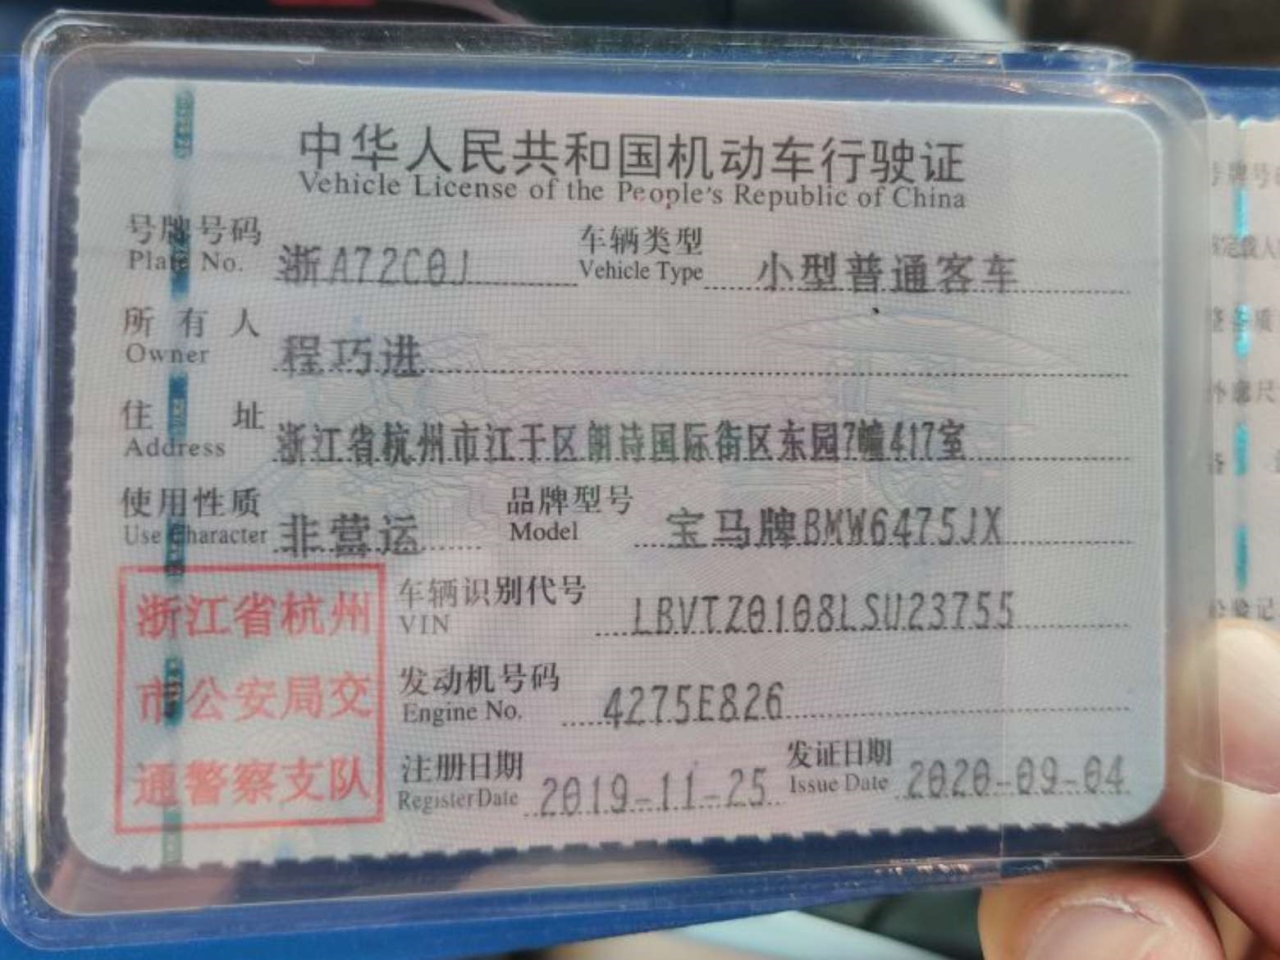 中华人民共和国机动车行驶证
Vehicle License of the People's Republic of China
号牌号码 浙A72C0J 车辆类型 小型普通客车
Plate No. Vehicle Type
所有人 程巧进
Owner
住址 浙江省杭州市江干区朗诗国际街区东园7幢417室
Address
使用性质 非营运 品牌型号 宝马牌BMW6475JX
Use Character Model
浙江省杭州
市公安局交
通警察支队
车辆识别代号 LBVTZ0108LSU23755
VIN
发动机号码 4275E826
Engine No.
注册日期 2019-11-25 发证日期 2020-09-04
Register Date Issue Date
号牌号